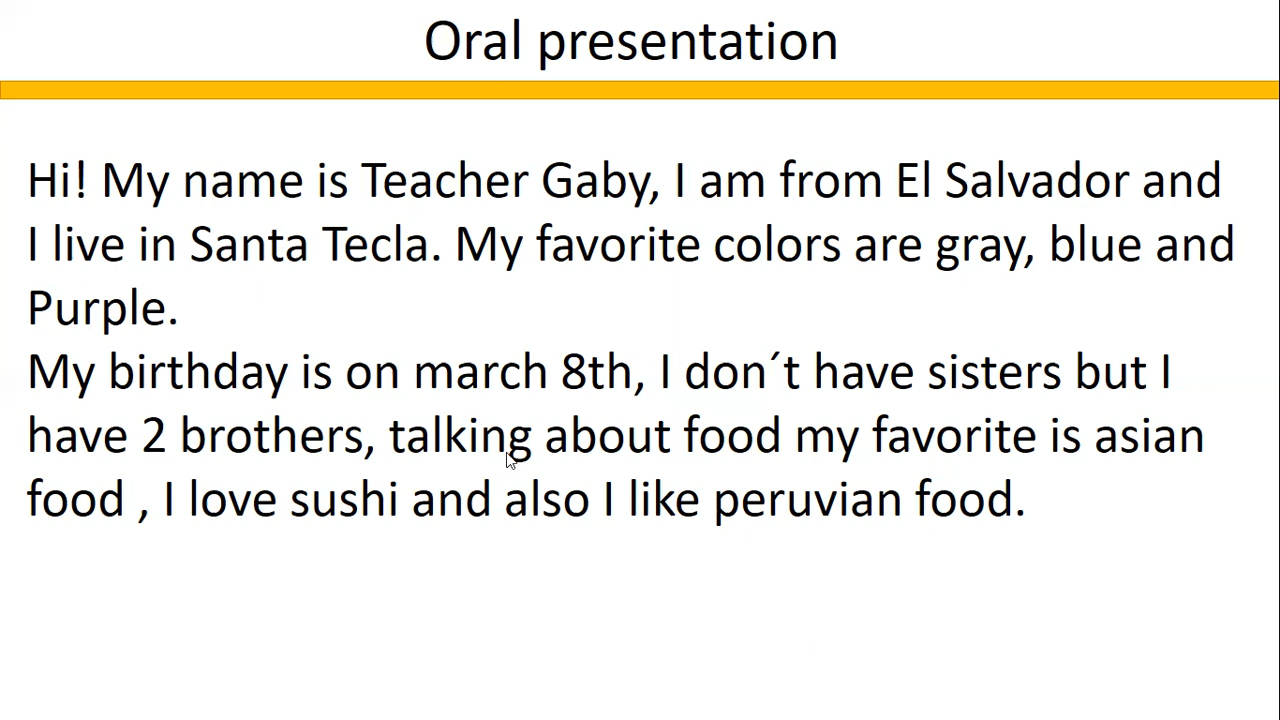 Oral presentation
Hi! My name is Teacher Gaby, I am from El Salvador and
I live in Santa Tecla. My favorite colors are gray, blue and
Purple.
My birthday is on march 8th, I don´t have sisters but I
have 2 brothers, talking about food my favorite is asian
food , I love sushi and also I like peruvian food.